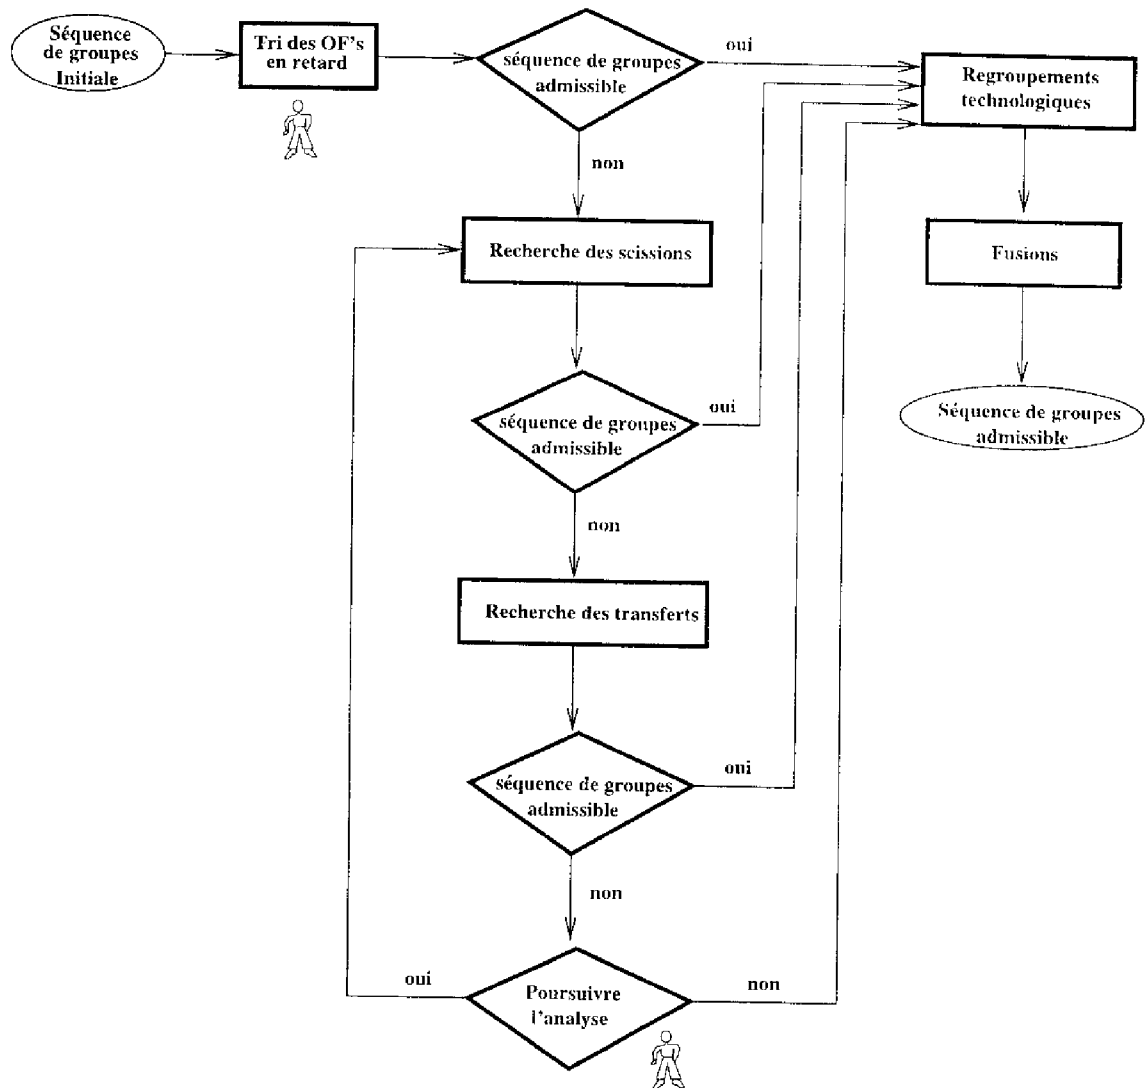 Séquence
de groupes
Initiale
Tri des OF's
en retard
séquence de groupes
admissible
oui
Regroupements
technologiques
non
Recherche des scissions
Fusions
séquence de groupes
admissible
oui
Séquence de groupes
admissible
non
Recherche des transferts
séquence de groupes
admissible
oui
non
oui
Poursuivre
l'analyse
non